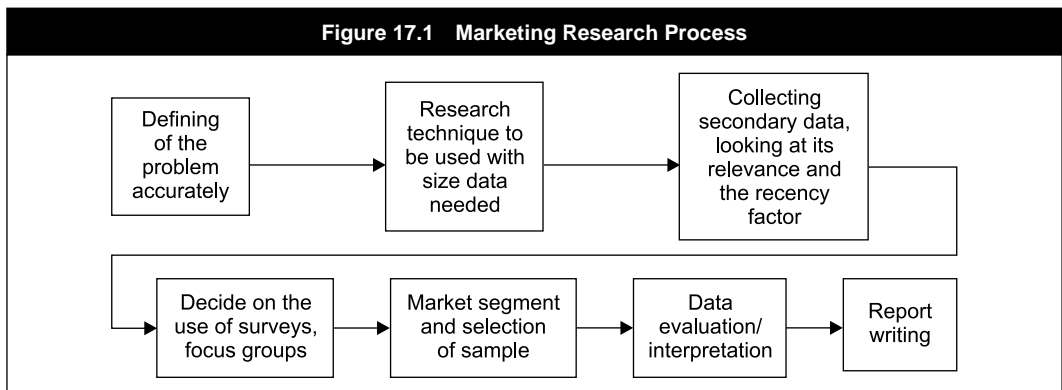 Figure 17.1 Marketing Research Process
Defining
of the
problem
accurately
Research
technique to
be used with
size data
needed
Collecting
secondary data,
looking at its
relevance and
the recency
factor
Decide on the
use of surveys,
focus groups
Market segment
and selection
of sample
Data
evaluation/
interpretation
Report
writing